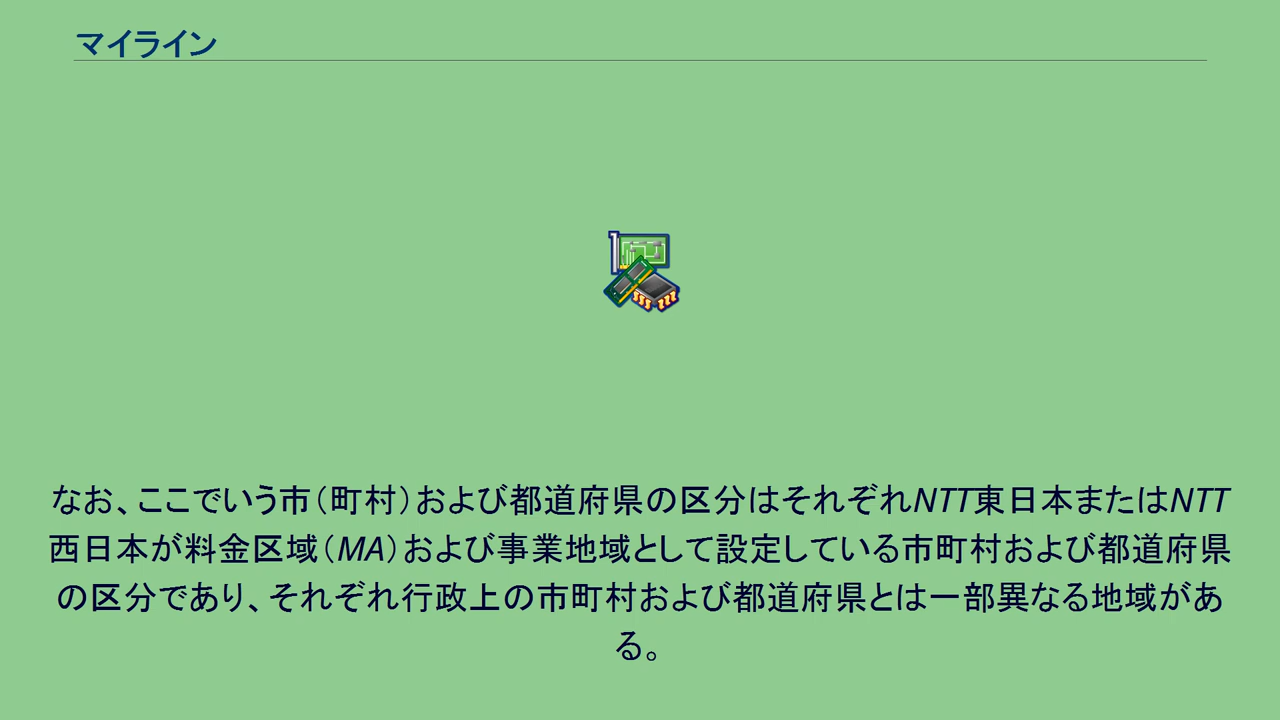 マイライン
なお、ここでいう市（町村）および都道府県の区分はそれぞれNTT東日本またはNTT
西日本が料金区域（MA）および事業地域として設定している市町村および都道府県
の区分であり、それぞれ行政上の市町村および都道府県とは一部異なる地域があ
る。